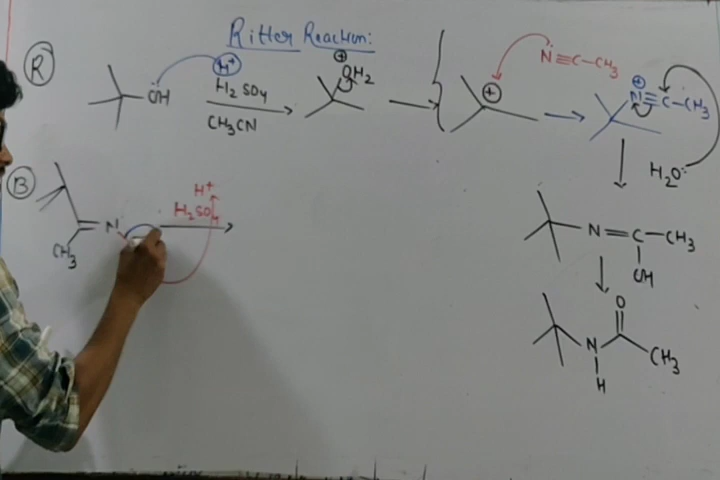 Ritter Reaction:
R
OH
H+
H2SO4
CH3CN
⊕
OH2
⊕
N≡C-CH3
⊕
N≡C-CH3
H2O:
B
N
CH3
H+
H2SO4
N=C-CH3
OH
O
N
H
CH3